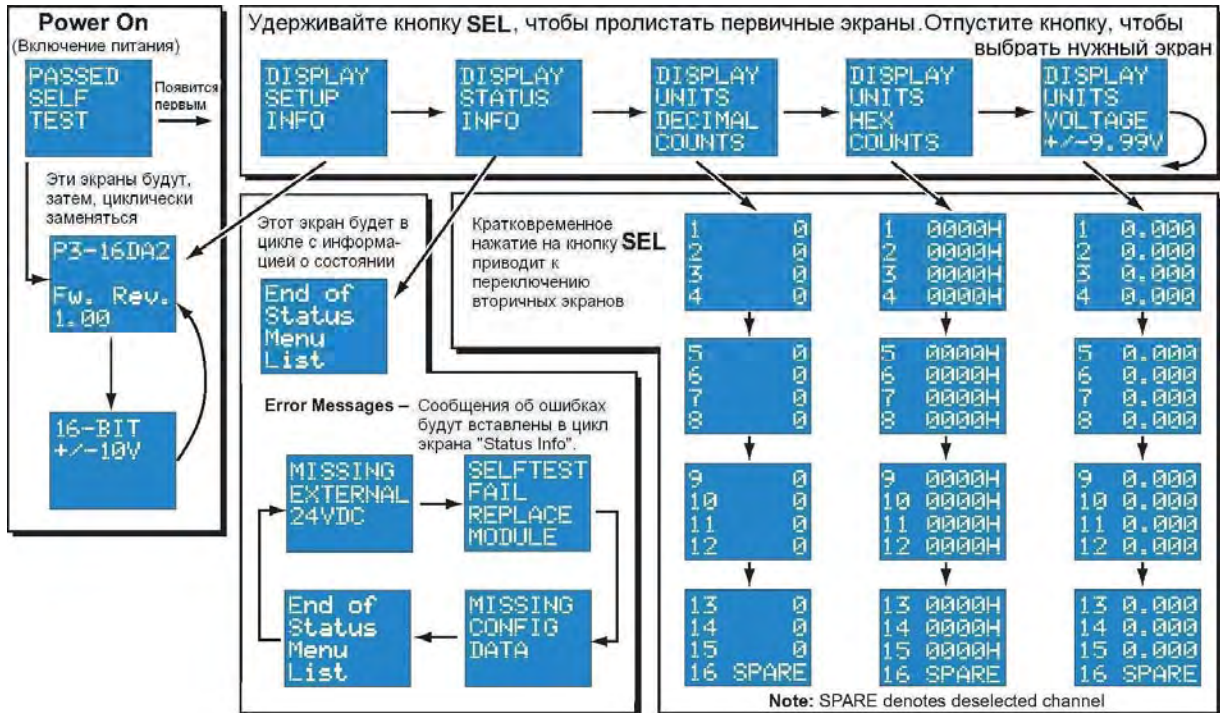 Power On
(Включение питания)
PASSED
SELF
TEST
Появится
первым
Эти экраны будут,
затем, циклически
заменяться
P3-16DA2
Fw. Rev.
1.00
16-BIT
+/-10V
Удерживайте кнопку SEL, чтобы пролистать первичные экраны.Отпустите кнопку, чтобы
выбрать нужный экран
DISPLAY
SETUP
INFO
DISPLAY
STATUS
INFO
DISPLAY
UNITS
DECIMAL
COUNTS
DISPLAY
UNITS
HEX
COUNTS
DISPLAY
UNITS
VOLTAGE
+/-9.99V
Этот экран будет в
цикле с информа-
цией о состоянии
End of
Status
Menu
List
Error Messages – Сообщения об ошибках
будут вставлены в цикл
экрана "Status Info".
MISSING
EXTERNAL
24VDC
SELFTEST
FAIL
REPLACE
MODULE
End of
Status
Menu
List
MISSING
CONFIG
DATA
Кратковременное
нажатие на кнопку SEL
приводит к
переключению
вторичных экранов
1 0
2 0
3 0
4 0
1 0000H
2 0000H
3 0000H
4 0000H
1 0.000
2 0.000
3 0.000
4 0.000
5 0
6 0
7 0
8 0
5 0000H
6 0000H
7 0000H
8 0000H
5 0.000
6 0.000
7 0.000
8 0.000
9 0
10 0
11 0
12 0
9 0000H
10 0000H
11 0000H
12 0000H
9 0.000
10 0.000
11 0.000
12 0.000
13 0
14 0
15 0
16 SPARE
13 0000H
14 0000H
15 0000H
16 SPARE
13 0.000
14 0.000
15 0.000
16 SPARE
Note: SPARE denotes deselected channel